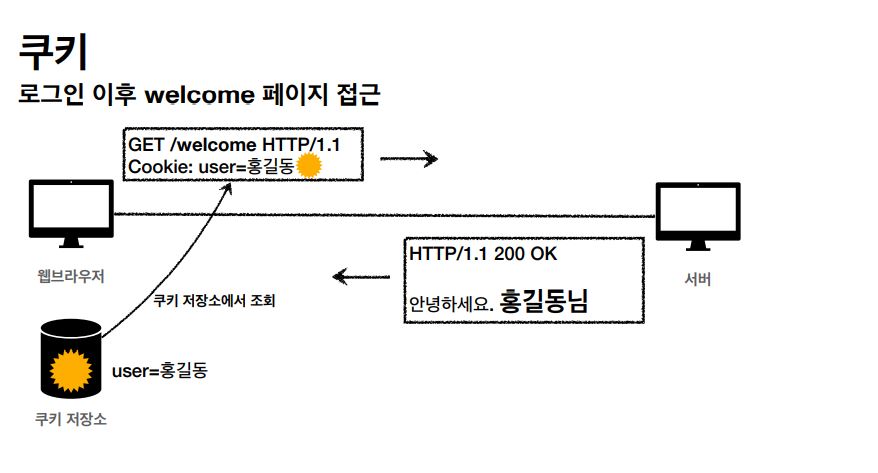 쿠키
로그인 이후 welcome 페이지 접근
GET /welcome HTTP/1.1
Cookie: user=홍길동
웹브라우저
HTTP/1.1 200 OK
안녕하세요. 홍길동님
서버
쿠키 저장소에서 조회
user=홍길동
쿠키 저장소